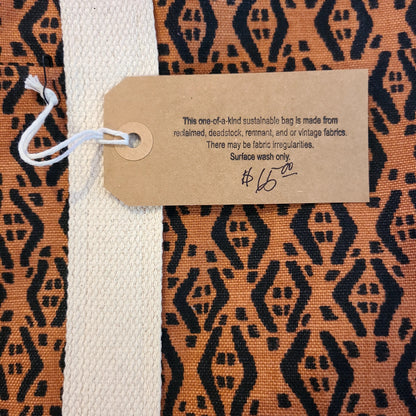 This one-of-a-kind sustainable bag is made from
reclaimed, deadstock, remnant, and or vintage fabrics.
There may be fabric irregularities.
Surface wash only.
$65.00